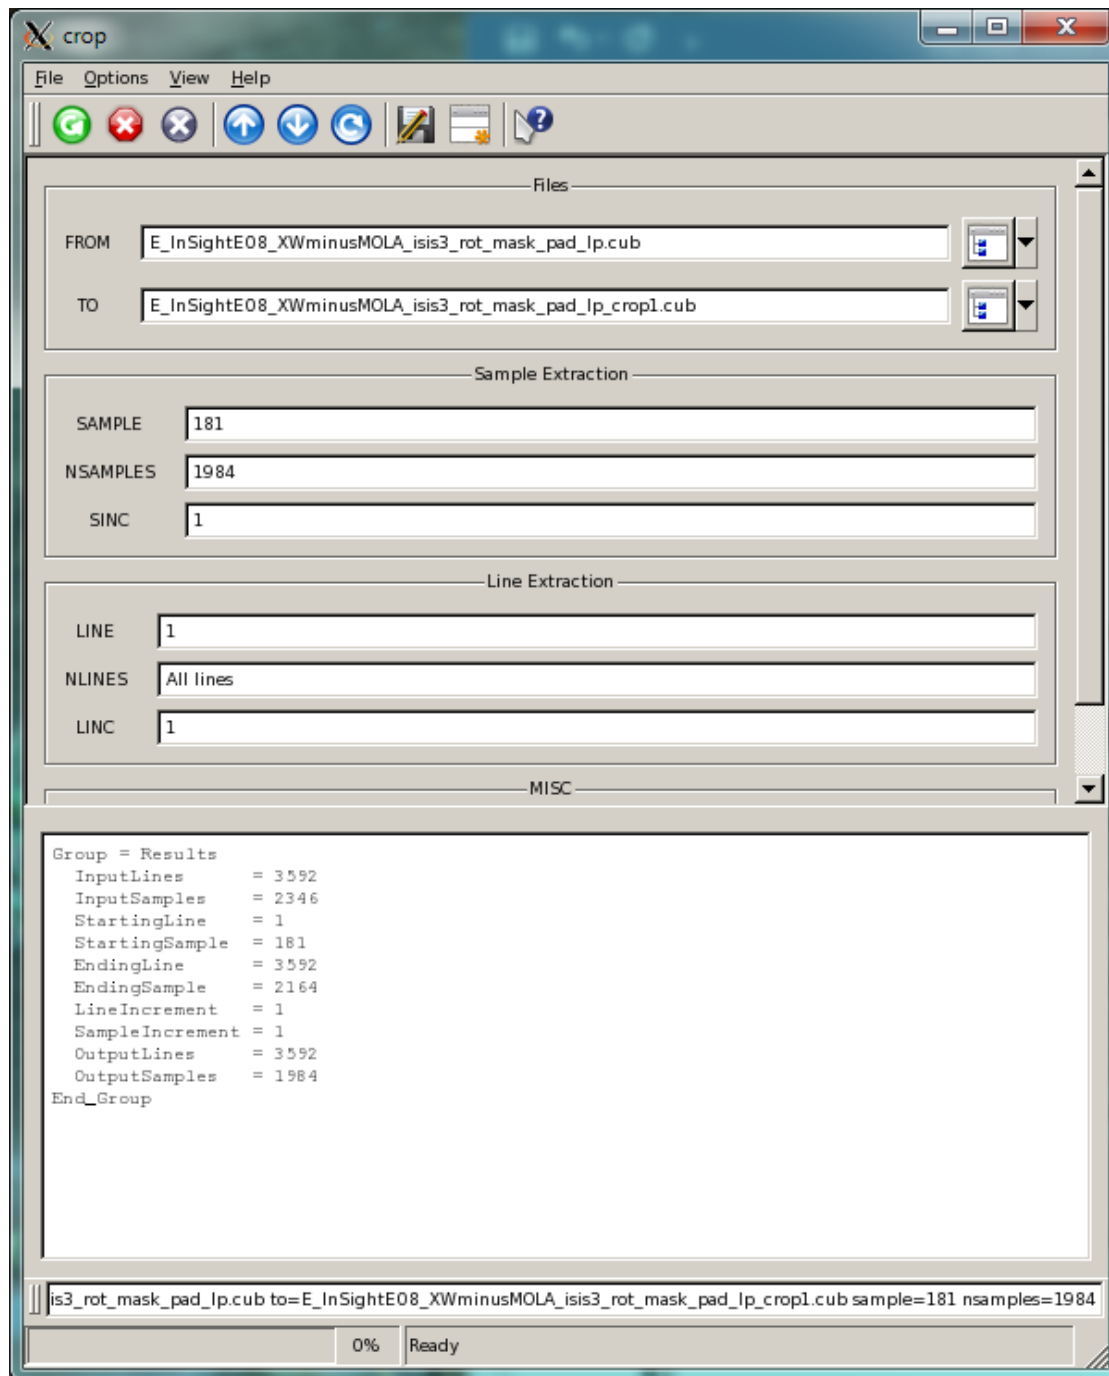 crop
File Options View Help
Files
FROM E_InSightE08_XWminusMOLA_isis3_rot_mask_pad_lp.cub
TO E_InSightE08_XWminusMOLA_isis3_rot_mask_pad_lp_crop1.cub
Sample Extraction
SAMPLE 181
NSAMPLES 1984
SINC 1
Line Extraction
LINE 1
NLINES All lines
LINC 1
MISC
Group = Results
InputLines = 3592
InputSamples = 2346
StartingLine = 1
StartingSample = 181
EndingLine = 3592
EndingSample = 2164
LineIncrement = 1
SampleIncrement = 1
OutputLines = 3592
OutputSamples = 1984
End_Group
is3_rot_mask_pad_lp.cub to=E_InSightE08_XWminusMOLA_isis3_rot_mask_pad_lp_crop1.cub sample=181 nsamples=1984
0% Ready